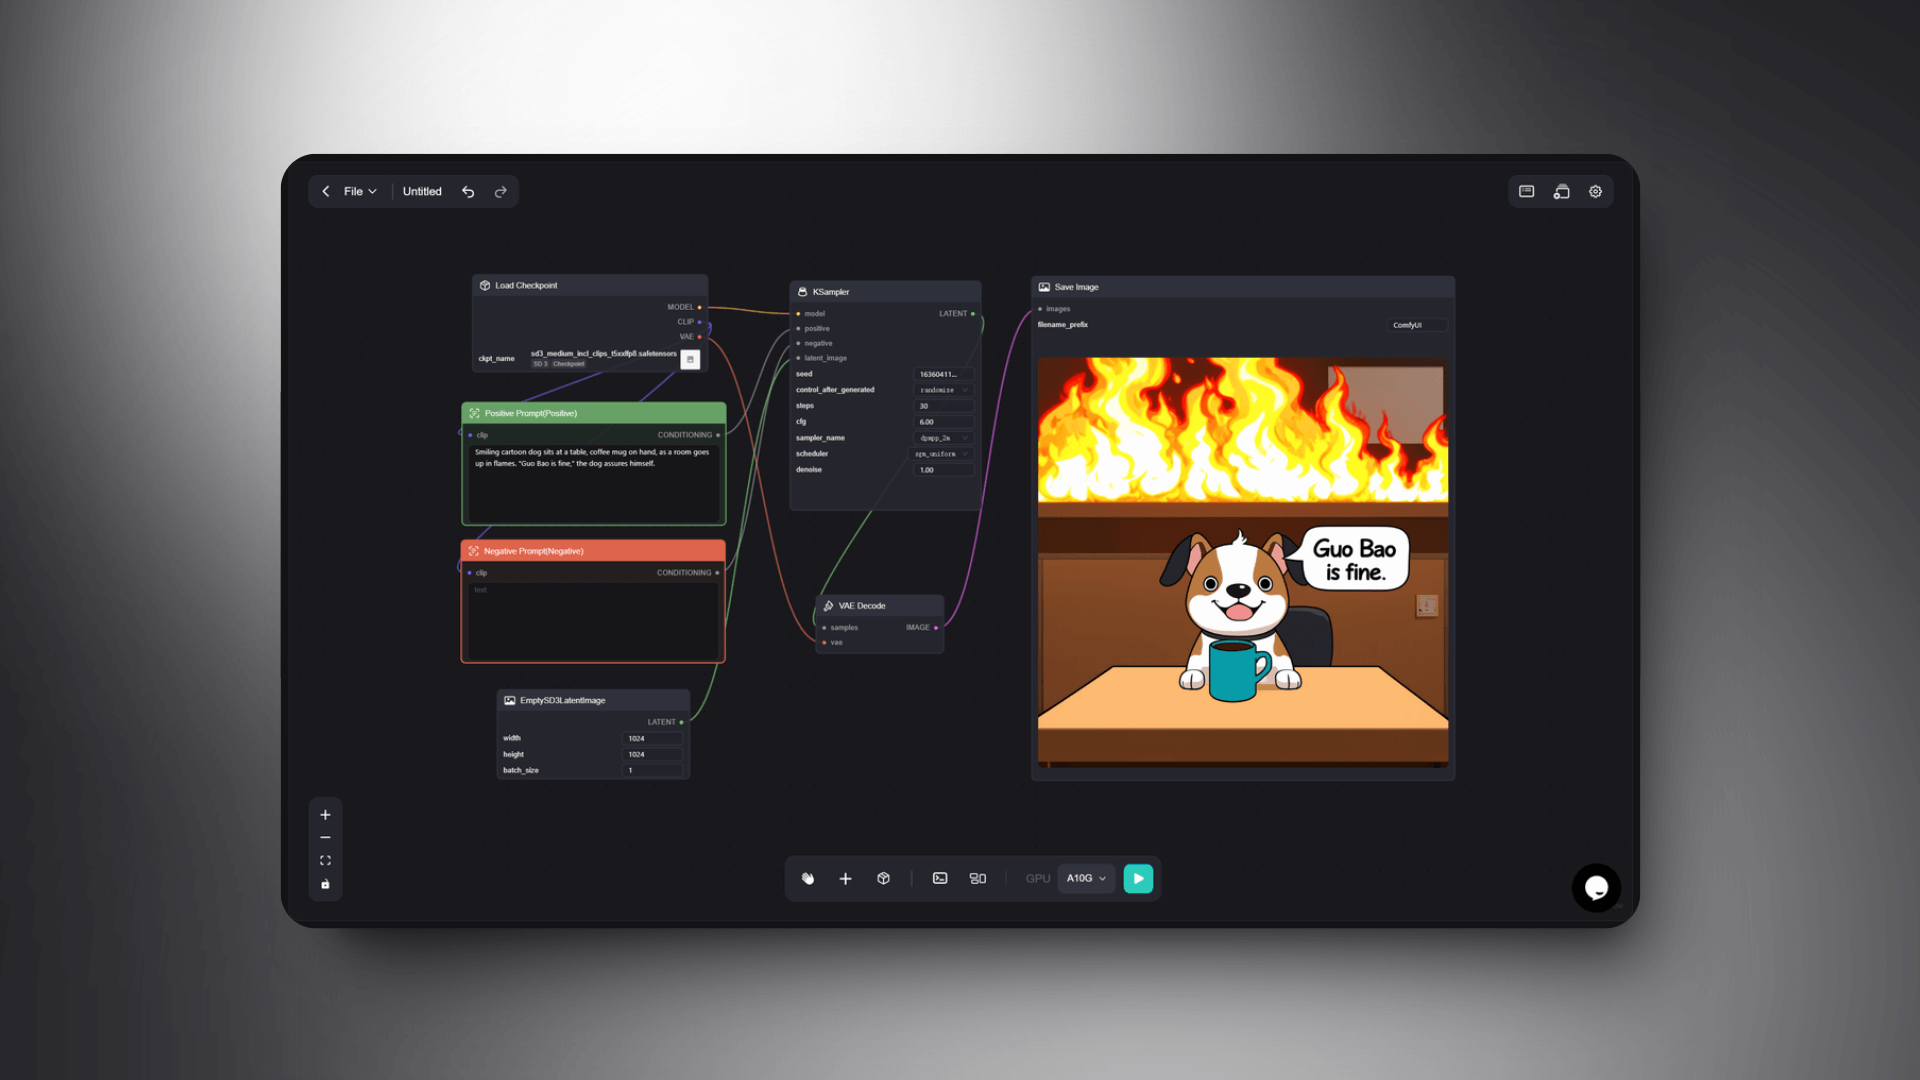 File
Untitled
Load Checkpoint
MODEL
CLIP
VAE
ckpt_name
sd3_medium_incl_clips_t5xxlfp8.safetensors
SD 3 Checkpoint
Positive Prompt(Positive)
clip CONDITIONING
Smiling cartoon dog sits at a table, coffee mug on hand, as a room goes
up in flames. "Guo Bao is fine," the dog assures himself.
Negative Prompt(Negative)
clip CONDITIONING
text
EmptySD3LatentImage
LATENT
width 1024
height 1024
batch_size 1
KSampler
model LATENT
positive
negative
latent_image
seed 16360411...
control_after_generated randomize
steps 30
cfg 6.00
sampler_name dpmpp_2m
scheduler sgm_uniform
denoise 1.00
VAE Decode
samples IMAGE
vae
Save Image
images
filename_prefix ComfyUI
Guo Bao
is fine.
GPU A10G